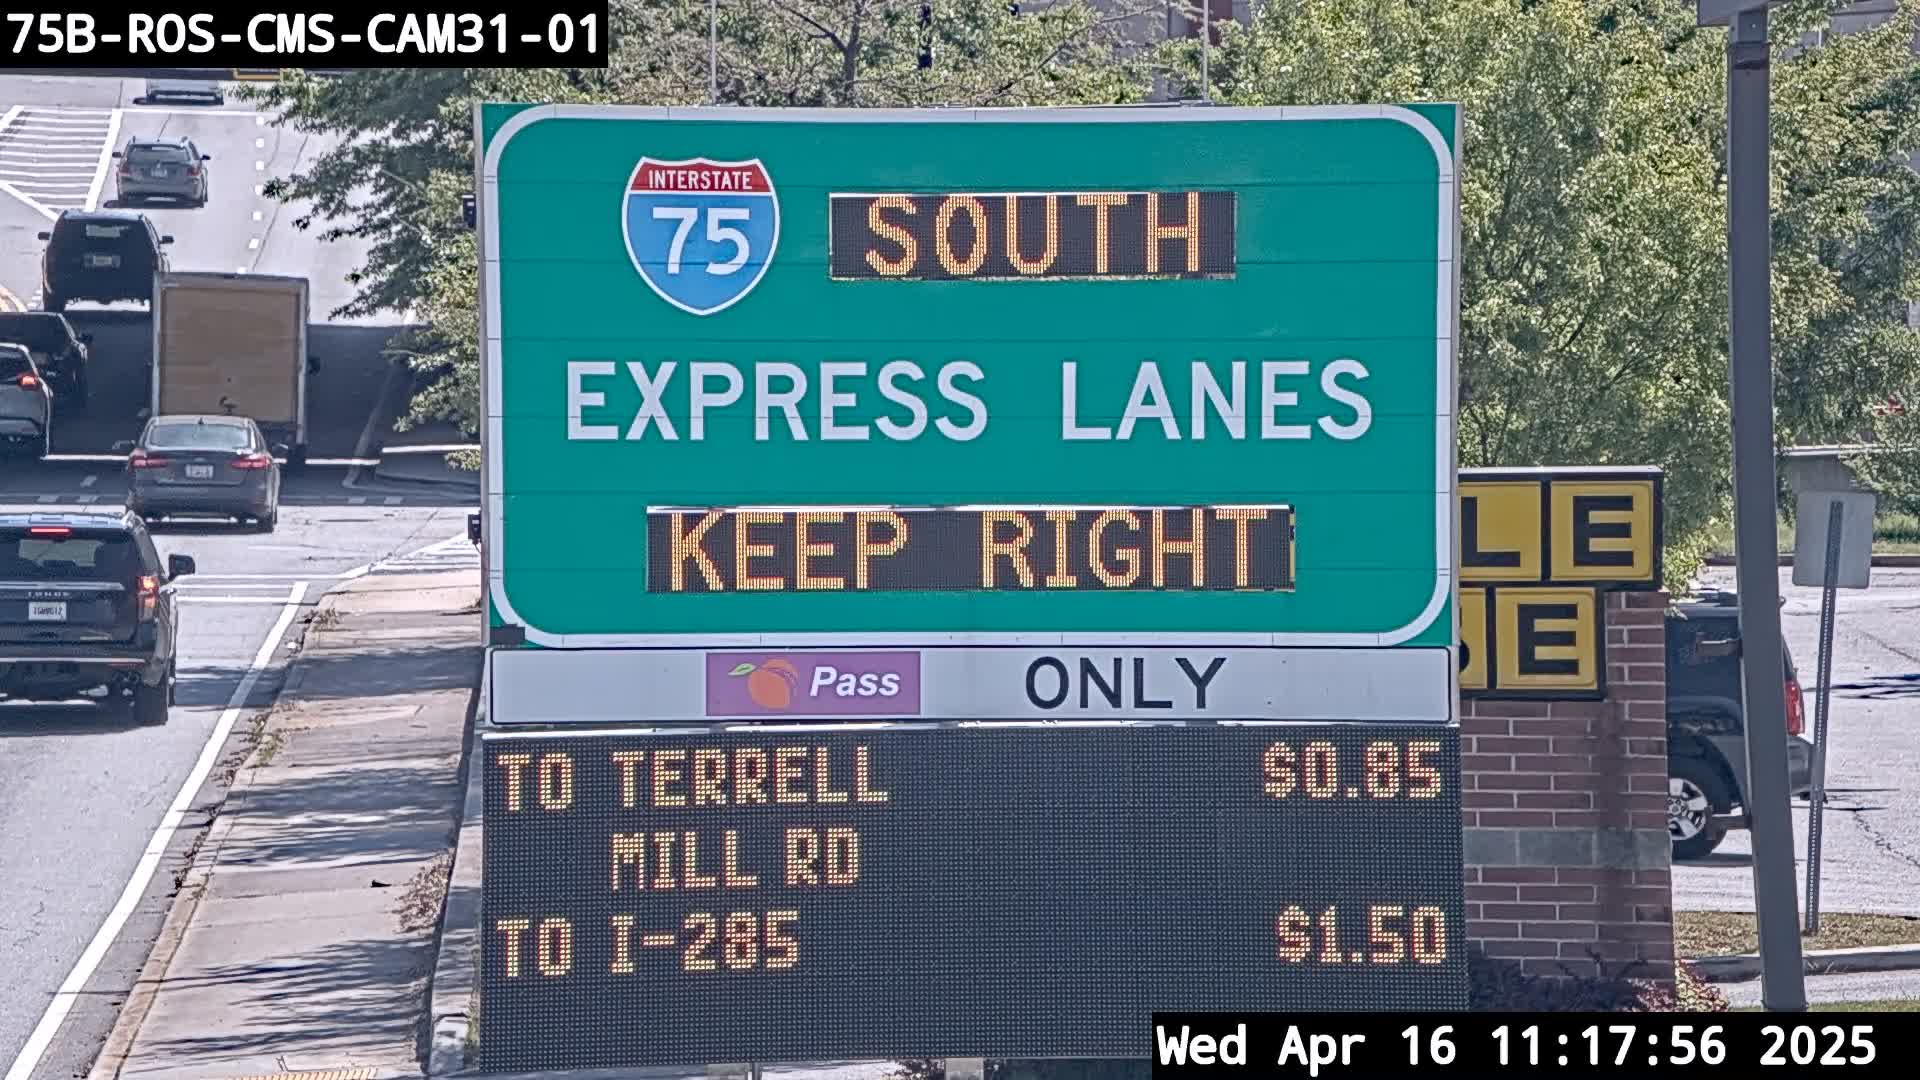 75B-ROS-CMS-CAM31-01
INTERSTATE
75
SOUTH
EXPRESS LANES
KEEP RIGHT
Pass ONLY
TO TERRELL $0.85
MILL RD
TO I-285 $1.50
LE
E
Wed Apr 16 11:17:56 2025